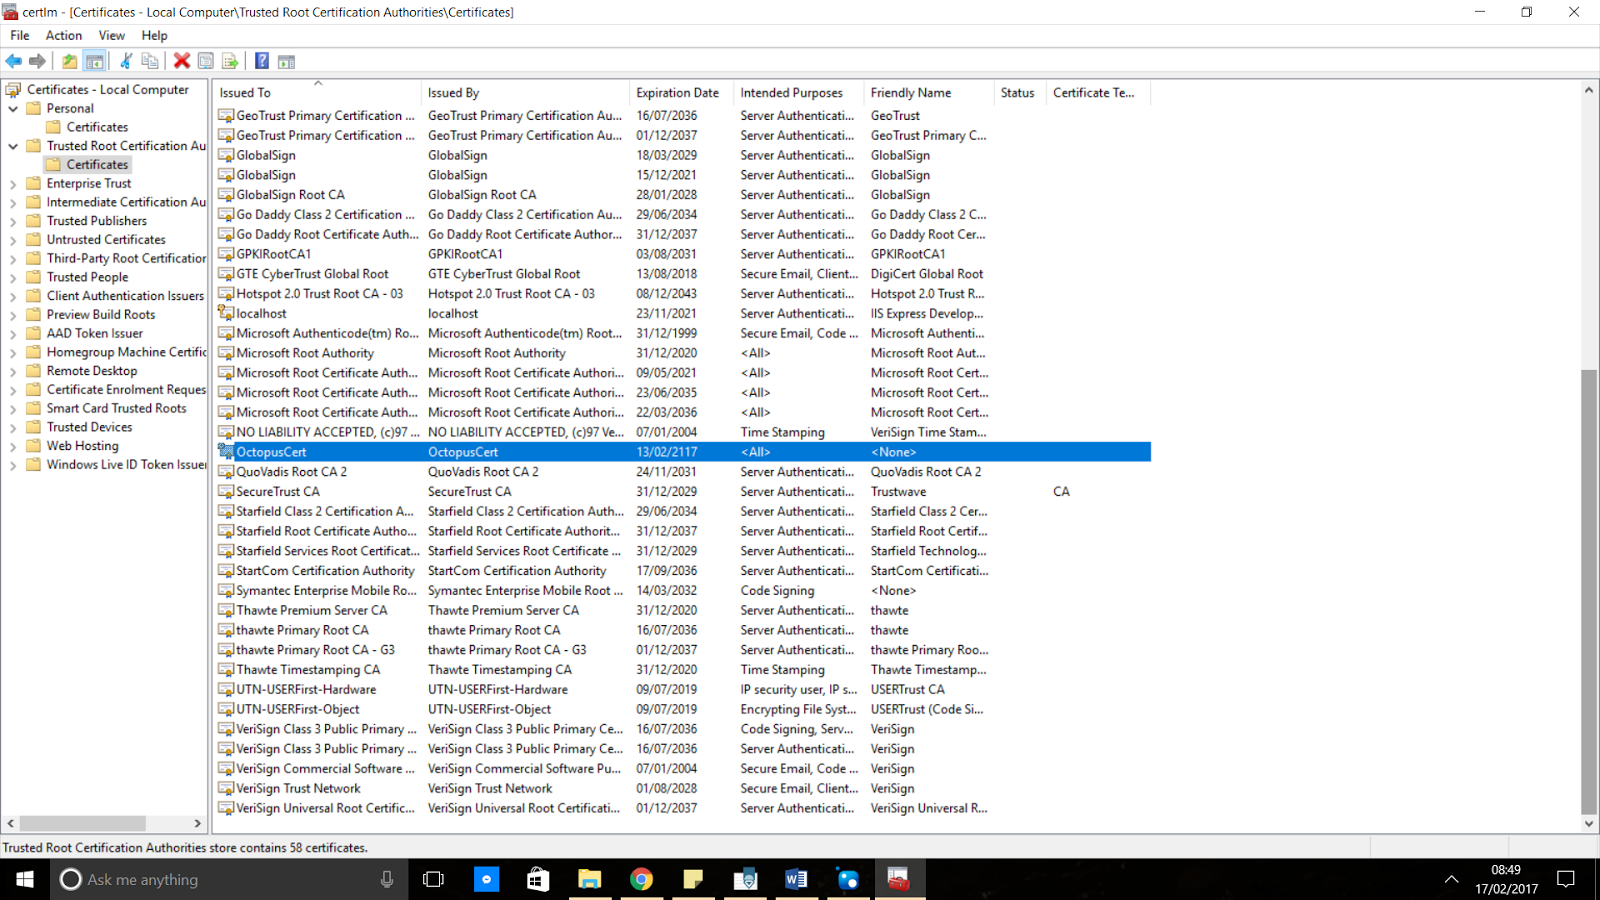 certlm - [Certificates - Local Computer\Trusted Root Certification Authorities\Certificates]
File Action View Help
Certificates - Local Computer
Personal
Certificates
Trusted Root Certification Au
Certificates
Enterprise Trust
Intermediate Certification Au
Trusted Publishers
Untrusted Certificates
Third-Party Root Certification
Trusted People
Client Authentication Issuers
Preview Build Roots
AAD Token Issuer
Homegroup Machine Certific
Remote Desktop
Certificate Enrolment Reques
Smart Card Trusted Roots
Trusted Devices
Web Hosting
Windows Live ID Token Issuer
Issued To Issued By Expiration Date Intended Purposes Friendly Name Status Certificate Te...
GeoTrust Primary Certification ... GeoTrust Primary Certification Au... 16/07/2036 Server Authenticati... GeoTrust
GeoTrust Primary Certification ... GeoTrust Primary Certification Au... 01/12/2037 Server Authenticati... GeoTrust Primary C...
GlobalSign GlobalSign 18/03/2029 Server Authenticati... GlobalSign
GlobalSign GlobalSign 15/12/2021 Server Authenticati... GlobalSign
GlobalSign Root CA GlobalSign Root CA 28/01/2028 Server Authenticati... GlobalSign
Go Daddy Class 2 Certification ... Go Daddy Class 2 Certification Au... 29/06/2034 Server Authenticati... Go Daddy Class 2 C...
Go Daddy Root Certificate Auth... Go Daddy Root Certificate Author... 31/12/2037 Server Authenticati... Go Daddy Root Cer...
GPKIRootCA1 GPKIRootCA1 03/08/2031 Server Authenticati... GPKIRootCA1
GTE CyberTrust Global Root GTE CyberTrust Global Root 13/08/2018 Secure Email, Client... DigiCert Global Root
Hotspot 2.0 Trust Root CA - 03 Hotspot 2.0 Trust Root CA - 03 08/12/2043 Server Authenticati... Hotspot 2.0 Trust R...
localhost localhost 23/11/2021 Server Authenticati... IIS Express Develop...
Microsoft Authenticode(tm) Ro... Microsoft Authenticode(tm) Root... 31/12/1999 Secure Email, Code ... Microsoft Authenti...
Microsoft Root Authority Microsoft Root Authority 31/12/2020 <All> Microsoft Root Aut...
Microsoft Root Certificate Auth... Microsoft Root Certificate Authori... 09/05/2021 <All> Microsoft Root Cert...
Microsoft Root Certificate Auth... Microsoft Root Certificate Authori... 23/06/2035 <All> Microsoft Root Cert...
Microsoft Root Certificate Auth... Microsoft Root Certificate Authori... 22/03/2036 <All> Microsoft Root Cert...
NO LIABILITY ACCEPTED, (c)97 ... NO LIABILITY ACCEPTED, (c)97 Ve... 07/01/2004 Time Stamping VeriSign Time Stam...
OctopusCert OctopusCert 13/02/2117 <All> <None>
QuoVadis Root CA 2 QuoVadis Root CA 2 24/11/2031 Server Authenticati... QuoVadis Root CA 2
SecureTrust CA SecureTrust CA 31/12/2029 Server Authenticati... Trustwave CA
Starfield Class 2 Certification A... Starfield Class 2 Certification Auth... 29/06/2034 Server Authenticati... Starfield Class 2 Cer...
Starfield Root Certificate Autho... Starfield Root Certificate Authorit... 31/12/2037 Server Authenticati... Starfield Root Certif...
Starfield Services Root Certificat... Starfield Services Root Certificate ... 31/12/2029 Server Authenticati... Starfield Technolog...
StartCom Certification Authority StartCom Certification Authority 17/09/2036 Server Authenticati... StartCom Certificati...
Symantec Enterprise Mobile Ro... Symantec Enterprise Mobile Root ... 14/03/2032 Code Signing <None>
Thawte Premium Server CA Thawte Premium Server CA 31/12/2020 Server Authenticati... thawte
thawte Primary Root CA thawte Primary Root CA 16/07/2036 Server Authenticati... thawte
thawte Primary Root CA - G3 thawte Primary Root CA - G3 01/12/2037 Server Authenticati... thawte Primary Roo...
Thawte Timestamping CA Thawte Timestamping CA 31/12/2020 Time Stamping Thawte Timestamp...
UTN-USERFirst-Hardware UTN-USERFirst-Hardware 09/07/2019 IP security user, IP s... USERTrust CA
UTN-USERFirst-Object UTN-USERFirst-Object 09/07/2019 Encrypting File Syst... USERTrust (Code Si...
VeriSign Class 3 Public Primary ... VeriSign Class 3 Public Primary Ce... 16/07/2036 Code Signing, Serv... VeriSign
VeriSign Class 3 Public Primary ... VeriSign Class 3 Public Primary Ce... 16/07/2036 Server Authenticati... VeriSign
VeriSign Commercial Software ... VeriSign Commercial Software Pu... 07/01/2004 Secure Email, Code ... VeriSign
VeriSign Trust Network VeriSign Trust Network 01/08/2028 Secure Email, Client... VeriSign
VeriSign Universal Root Certific... VeriSign Universal Root Certificati... 01/12/2037 Server Authenticati... VeriSign Universal R...
Trusted Root Certification Authorities store contains 58 certificates.
Ask me anything
08:49
17/02/2017